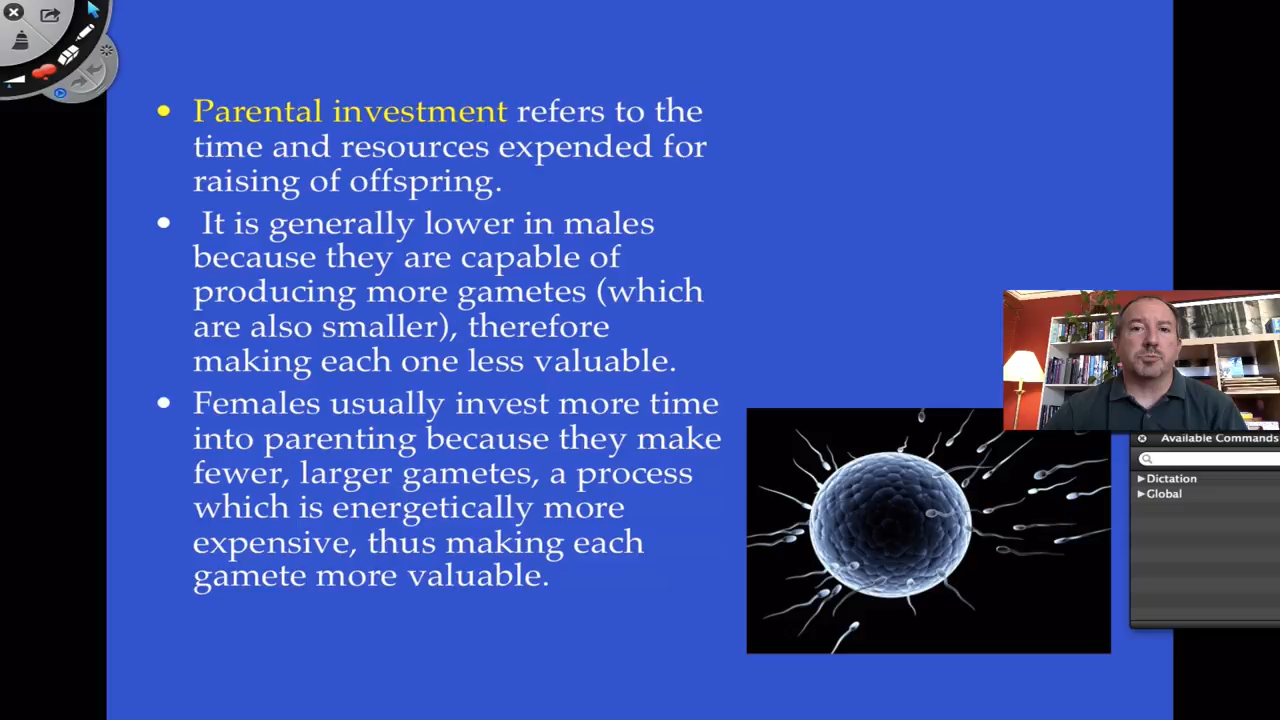 • Parental investment refers to the
time and resources expended for
raising of offspring.
• It is generally lower in males
because they are capable of
producing more gametes (which
are also smaller), therefore
making each one less valuable.
• Females usually invest more time
into parenting because they make
fewer, larger gametes, a process
which is energetically more
expensive, thus making each
gamete more valuable.
Available Commands
Dictation
Global